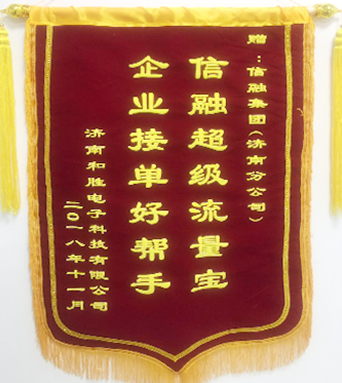 赠：信融集团（济南分公司）
信融超级流量宝
企业接单好帮手
济南和胜电子科技有限公司
二〇一八年十一月